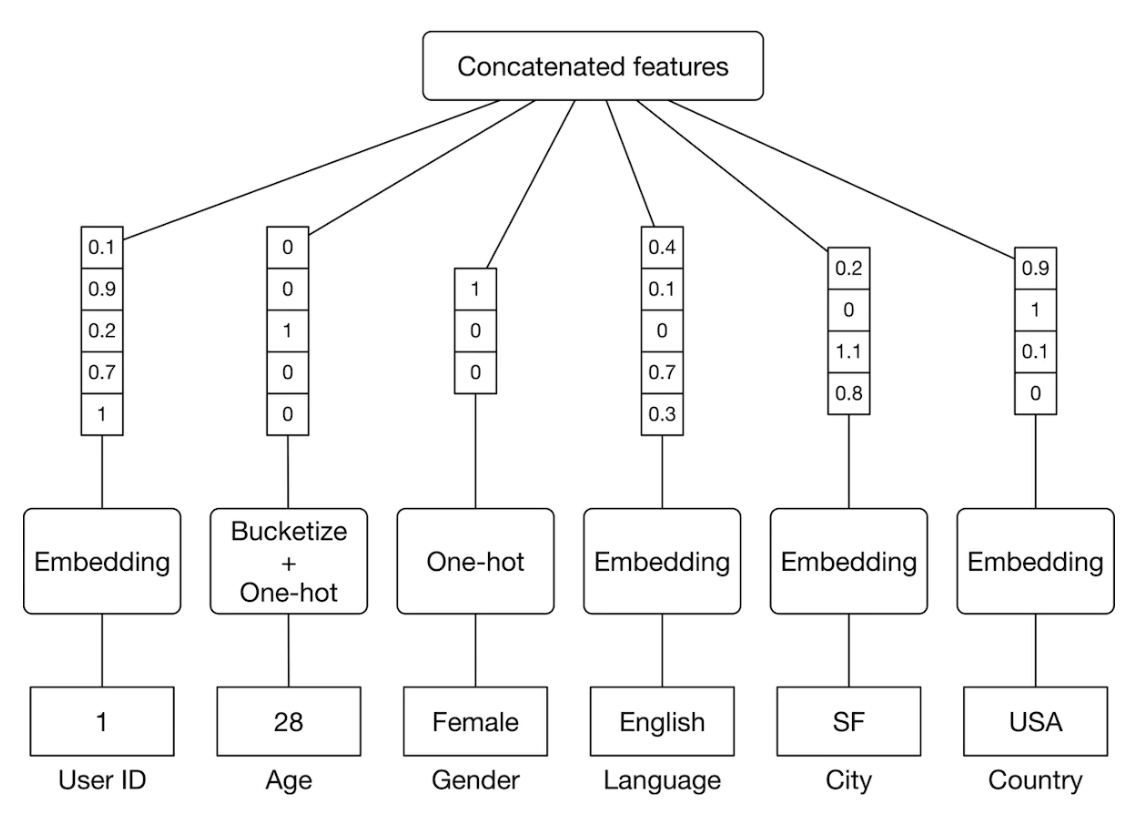 Concatenated features
0.1
0.9
0.2
0.7
1
0
0
1
0
0
1
0
0
0.4
0.1
0
0.7
0.3
0.2
0
1.1
0.8
0.9
1
0.1
0
Embedding
Bucketize
+
One-hot
One-hot
Embedding
Embedding
Embedding
1
28
Female
English
SF
USA
User ID
Age
Gender
Language
City
Country